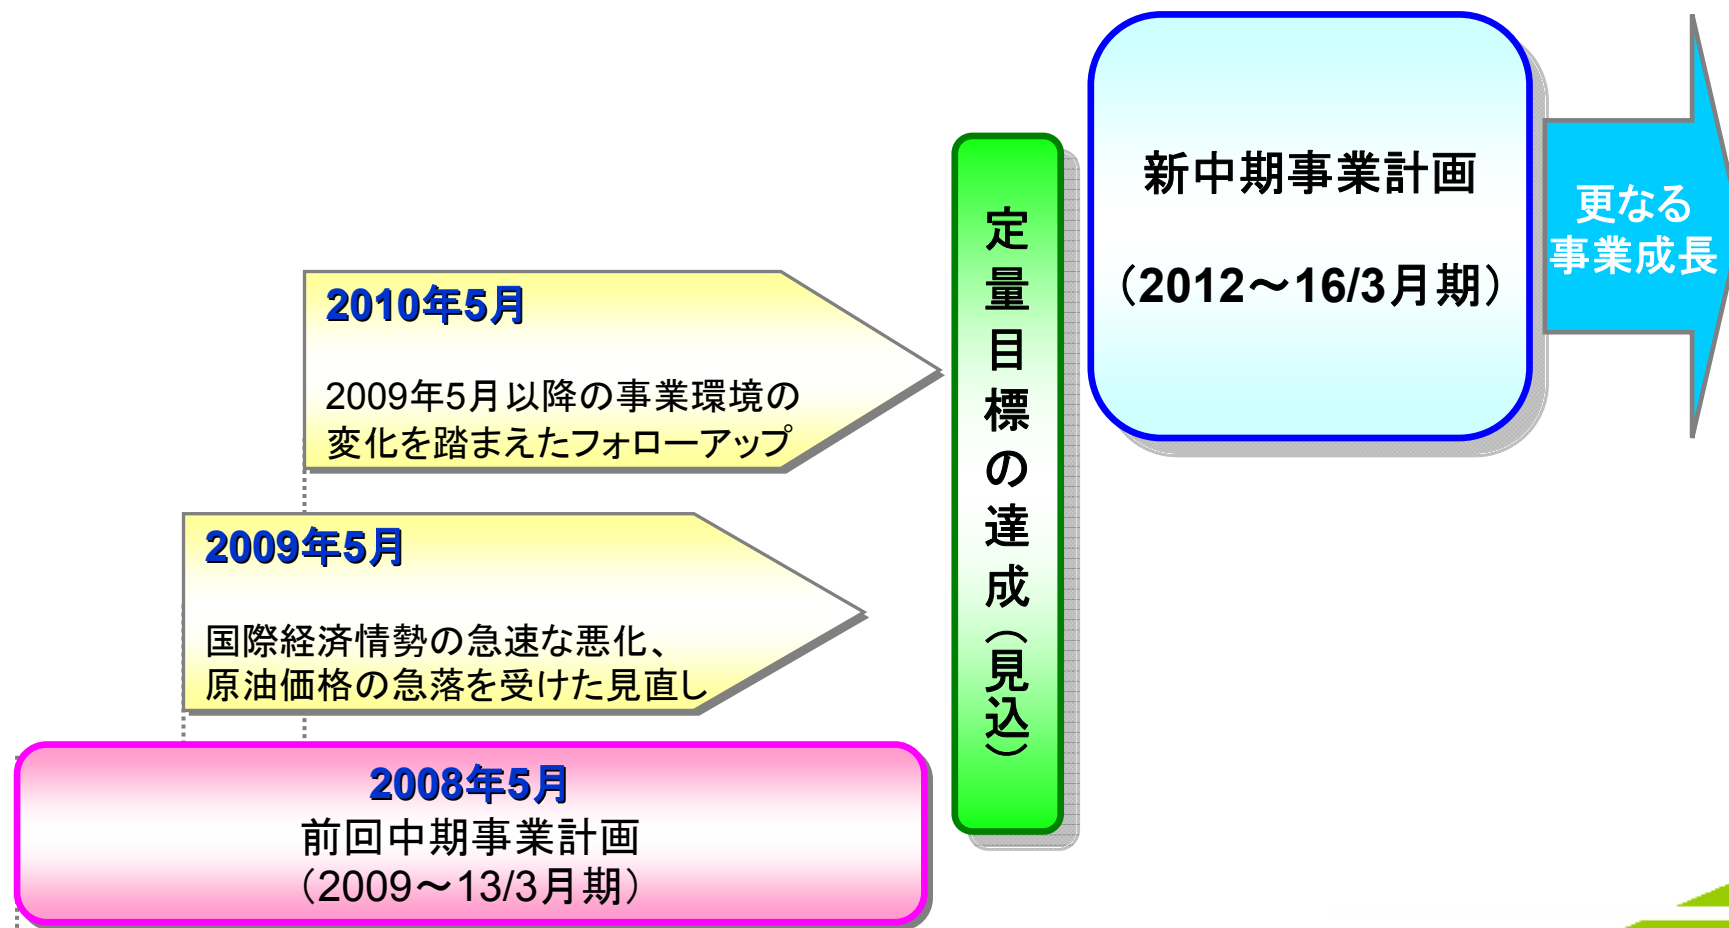 新中期事業計画
（2012～16/3月期）
更なる
事業成長
定量目標の達成（見込）
2010年5月
2009年5月以降の事業環境の
変化を踏まえたフォローアップ
2009年5月
国際経済情勢の急速な悪化、
原油価格の急落を受けた見直し
2008年5月
前回中期事業計画
（2009～13/3月期）